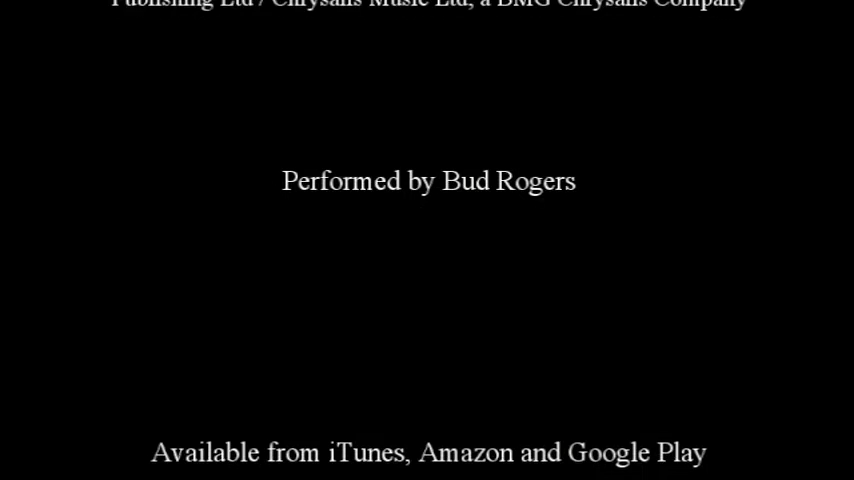 Publishing Ltd / Chrysalis Music Ltd, a BMG Chrysalis Company
Performed by Bud Rogers
Available from iTunes, Amazon and Google Play